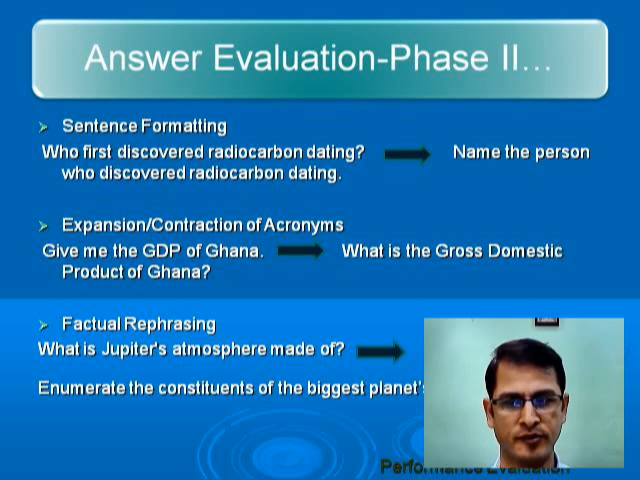 Answer Evaluation-Phase II...
Sentence Formatting
Who first discovered radiocarbon dating? Name the person
who discovered radiocarbon dating.
Expansion/Contraction of Acronyms
Give me the GDP of Ghana. What is the Gross Domestic
Product of Ghana?
Factual Rephrasing
What is Jupiter's atmosphere made of?
Enumerate the constituents of the biggest planet's
Performance Evaluation